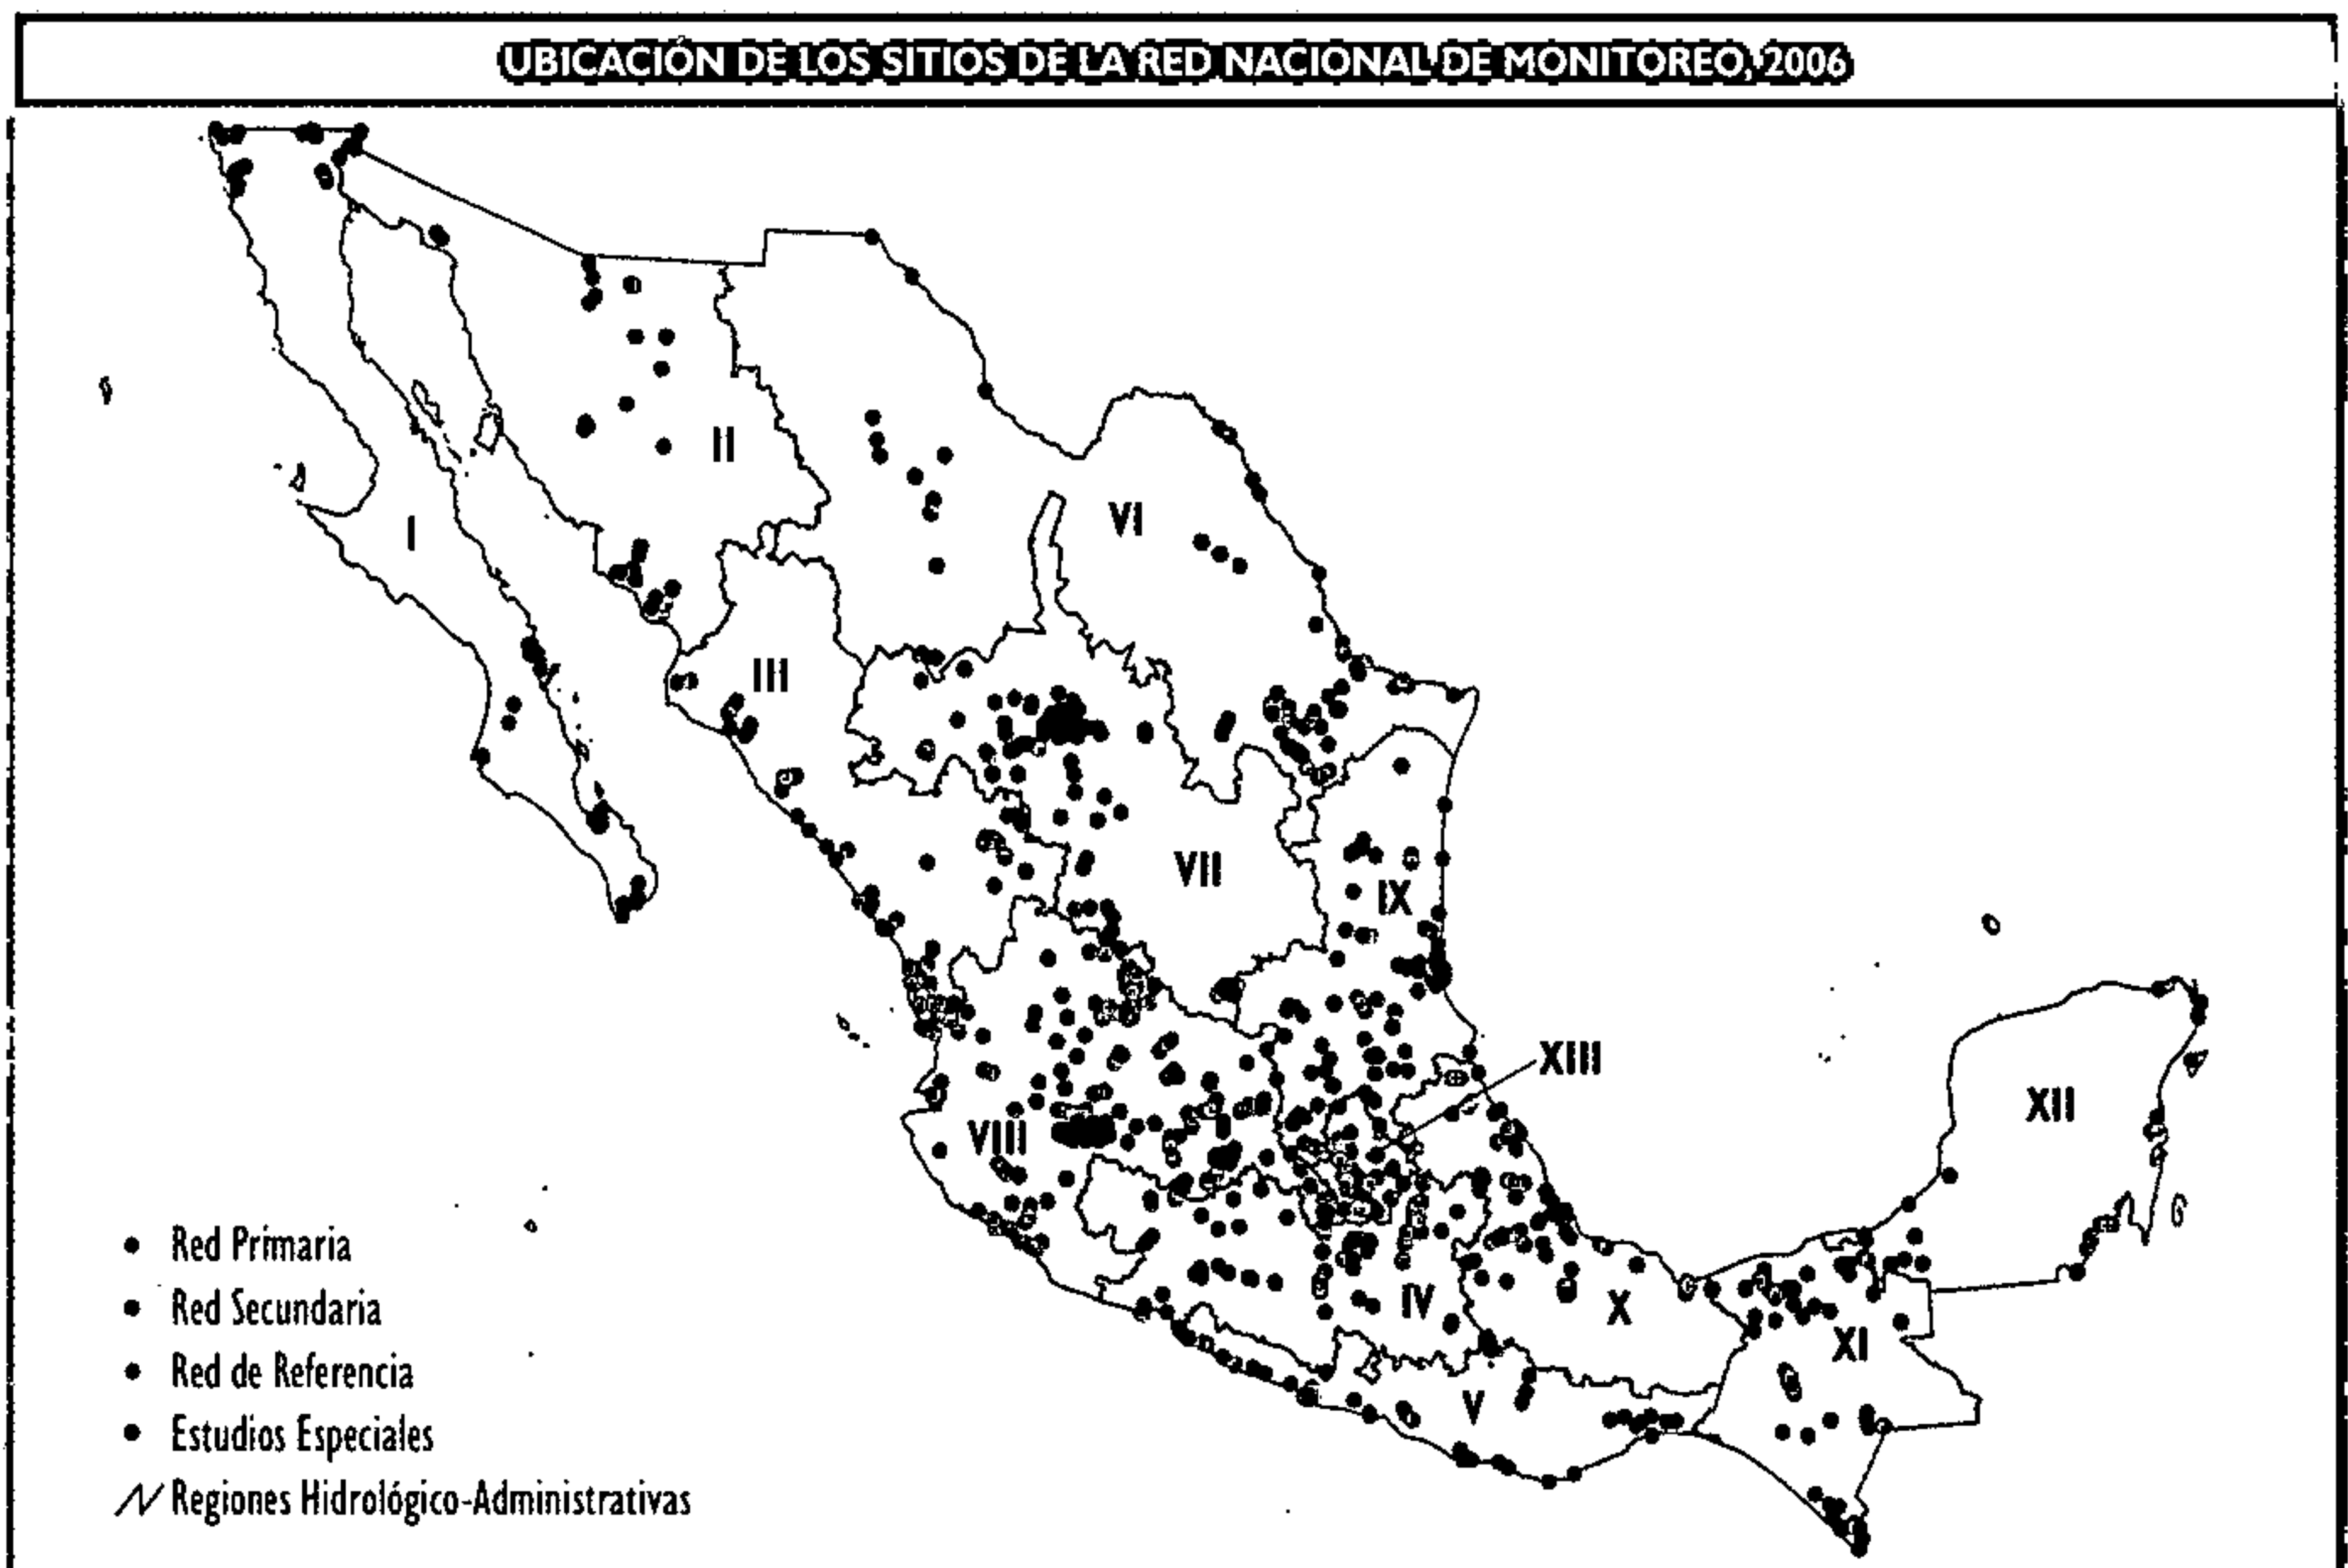 UBICACIÓN DE LOS SITIOS DE LA RED NACIONAL DE MONITOREO, 2006
II
VI
I
III
VII
IX
XIII
XII
VIII
IV
X
XI
V
Red Primaria
Red Secundaria
Red de Referencia
Estudios Especiales
Regiones Hidrológico-Administrativas